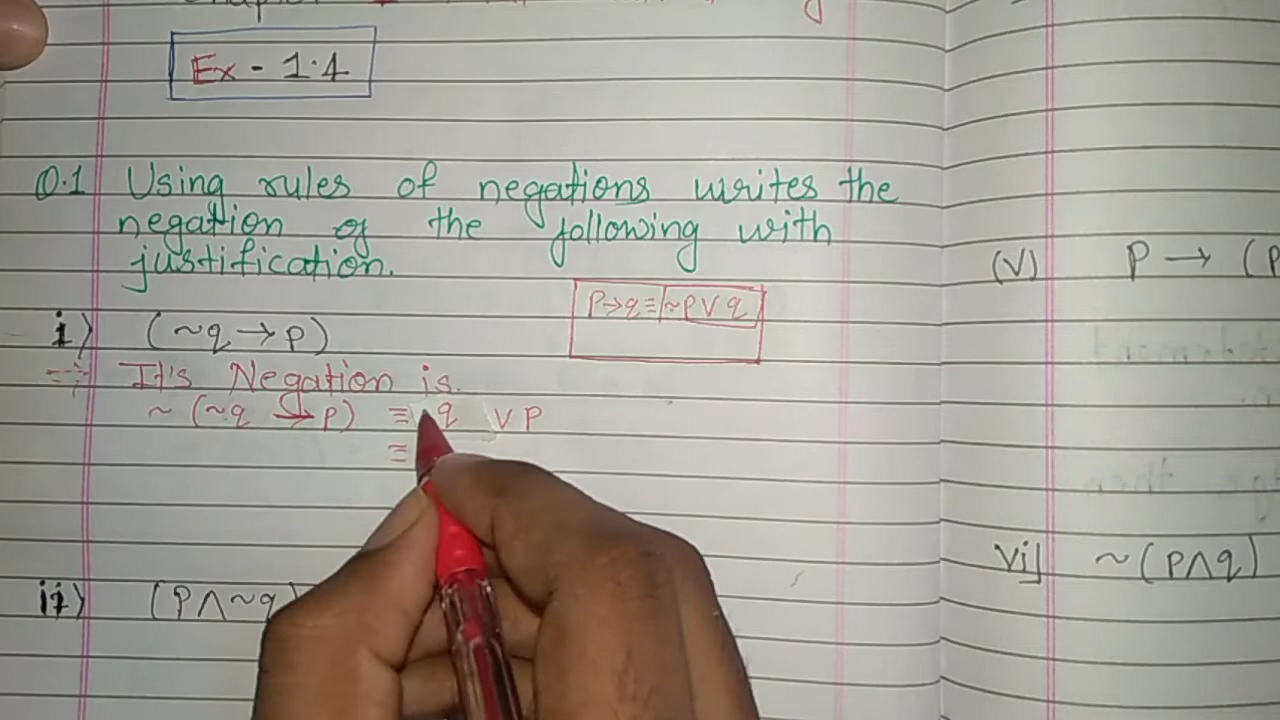 Ex - 1.4
Q.1 Using rules of negations writes the
negation of the following with
justification.
P→q≡~p∨q
i) (~q→p)
It's Negation is.
~(~q→p) ≡ q ∨ p
≡
ii) (p∧~q)
(v) p → (p
vi] ~(p∧q)